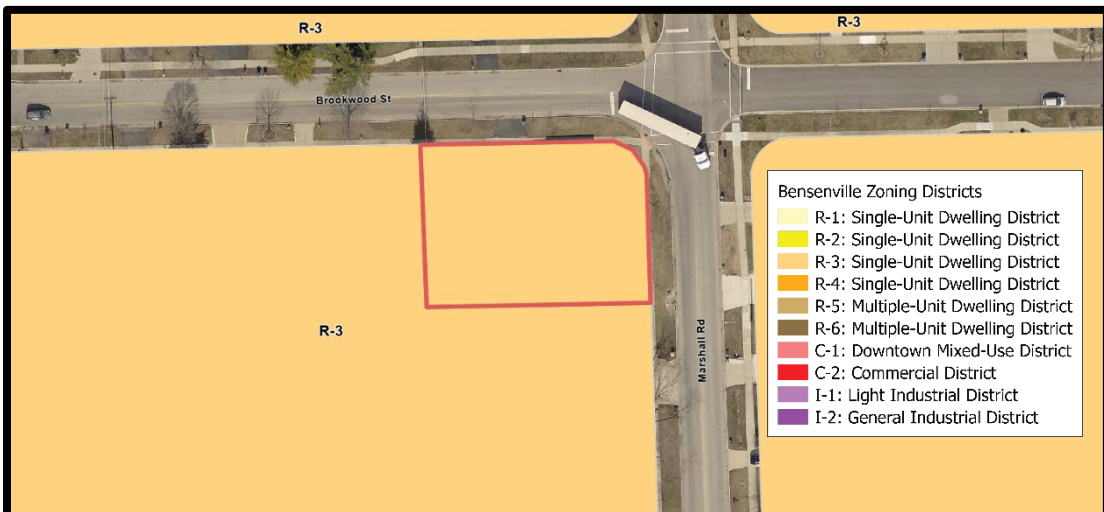 R-3
R-3
Brookwood St
Bensenville Zoning Districts
R-1: Single-Unit Dwelling District
R-2: Single-Unit Dwelling District
R-3: Single-Unit Dwelling District
R-4: Single-Unit Dwelling District
R-5: Multiple-Unit Dwelling District
R-6: Multiple-Unit Dwelling District
C-1: Downtown Mixed-Use District
C-2: Commercial District
I-1: Light Industrial District
I-2: General Industrial District
R-3
Marshall Rd